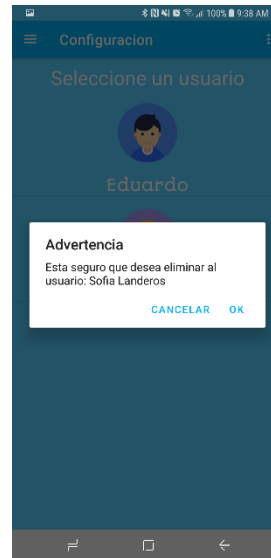 100% 9:38 AM
Configuracion
Seleccione un usuario
Eduardo
Advertencia
Esta seguro que desea eliminar al
usuario: Sofia Landeros
CANCELAR OK